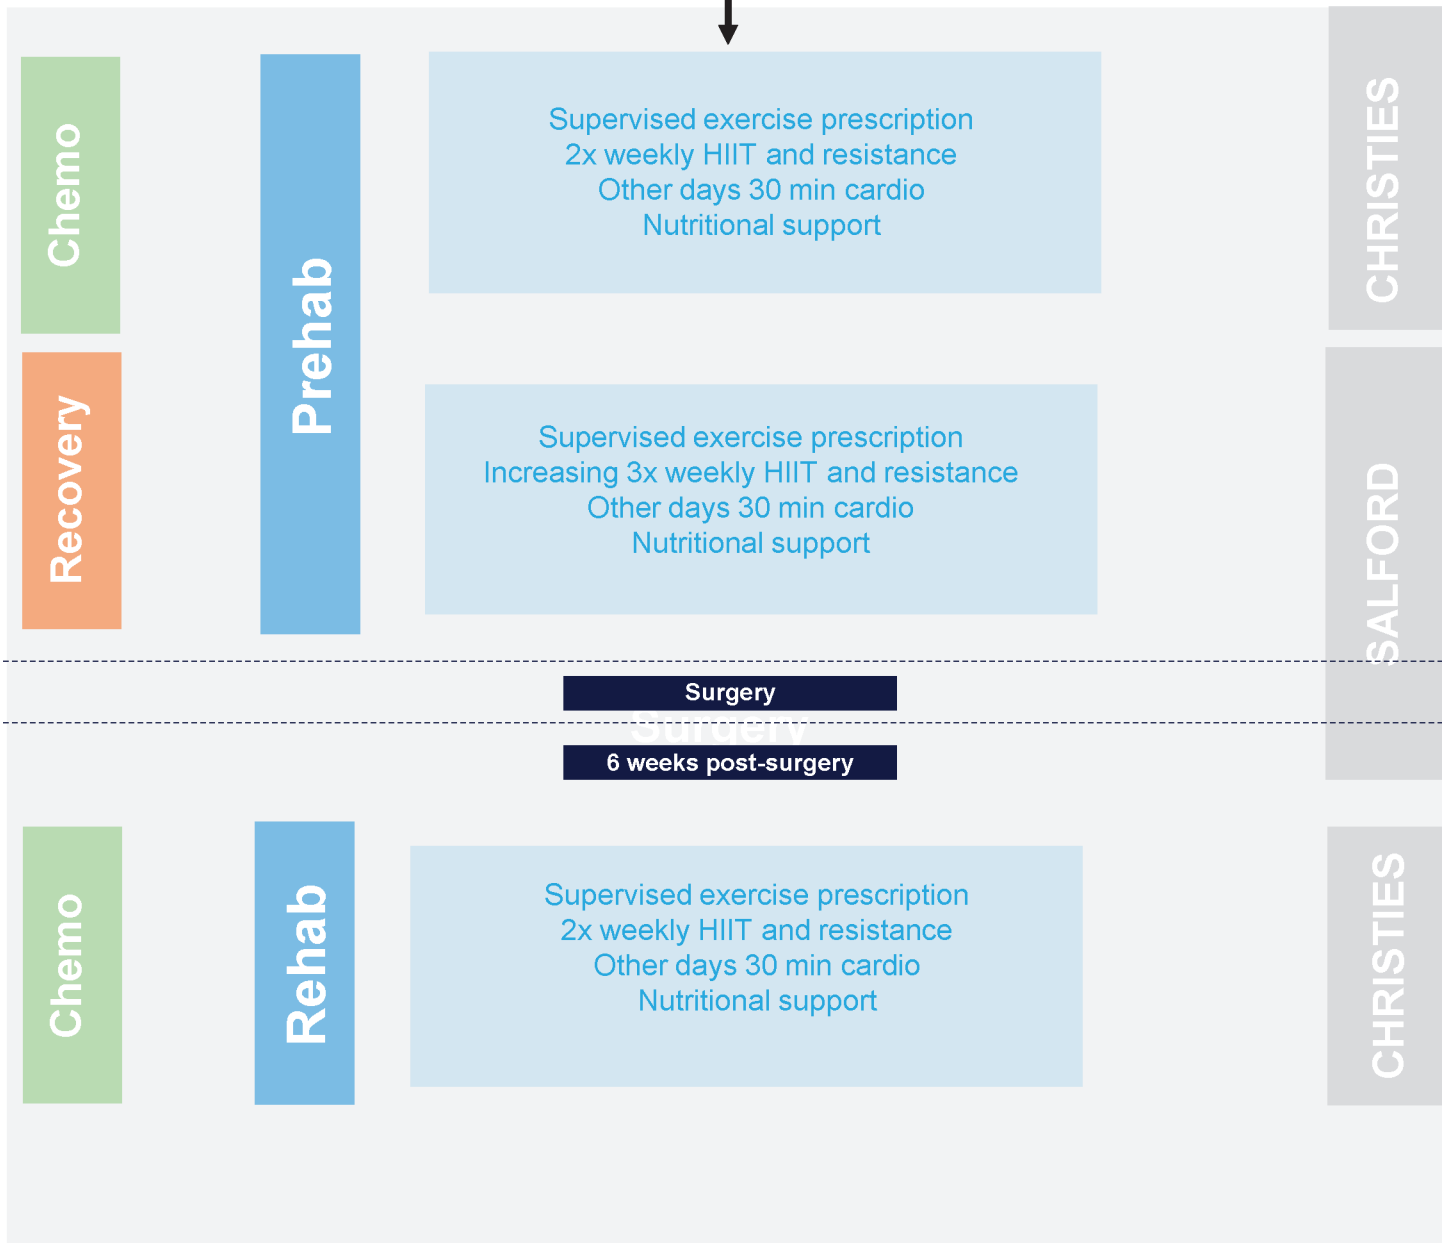 Chemo
Prehab
Supervised exercise prescription
2x weekly HIIT and resistance
Other days 30 min cardio
Nutritional support
CHRISTIES
Recovery
Supervised exercise prescription
Increasing 3x weekly HIIT and resistance
Other days 30 min cardio
Nutritional support
SALFORD
Surgery
Surgery
6 weeks post-surgery
Chemo
Rehab
Supervised exercise prescription
2x weekly HIIT and resistance
Other days 30 min cardio
Nutritional support
CHRISTIES